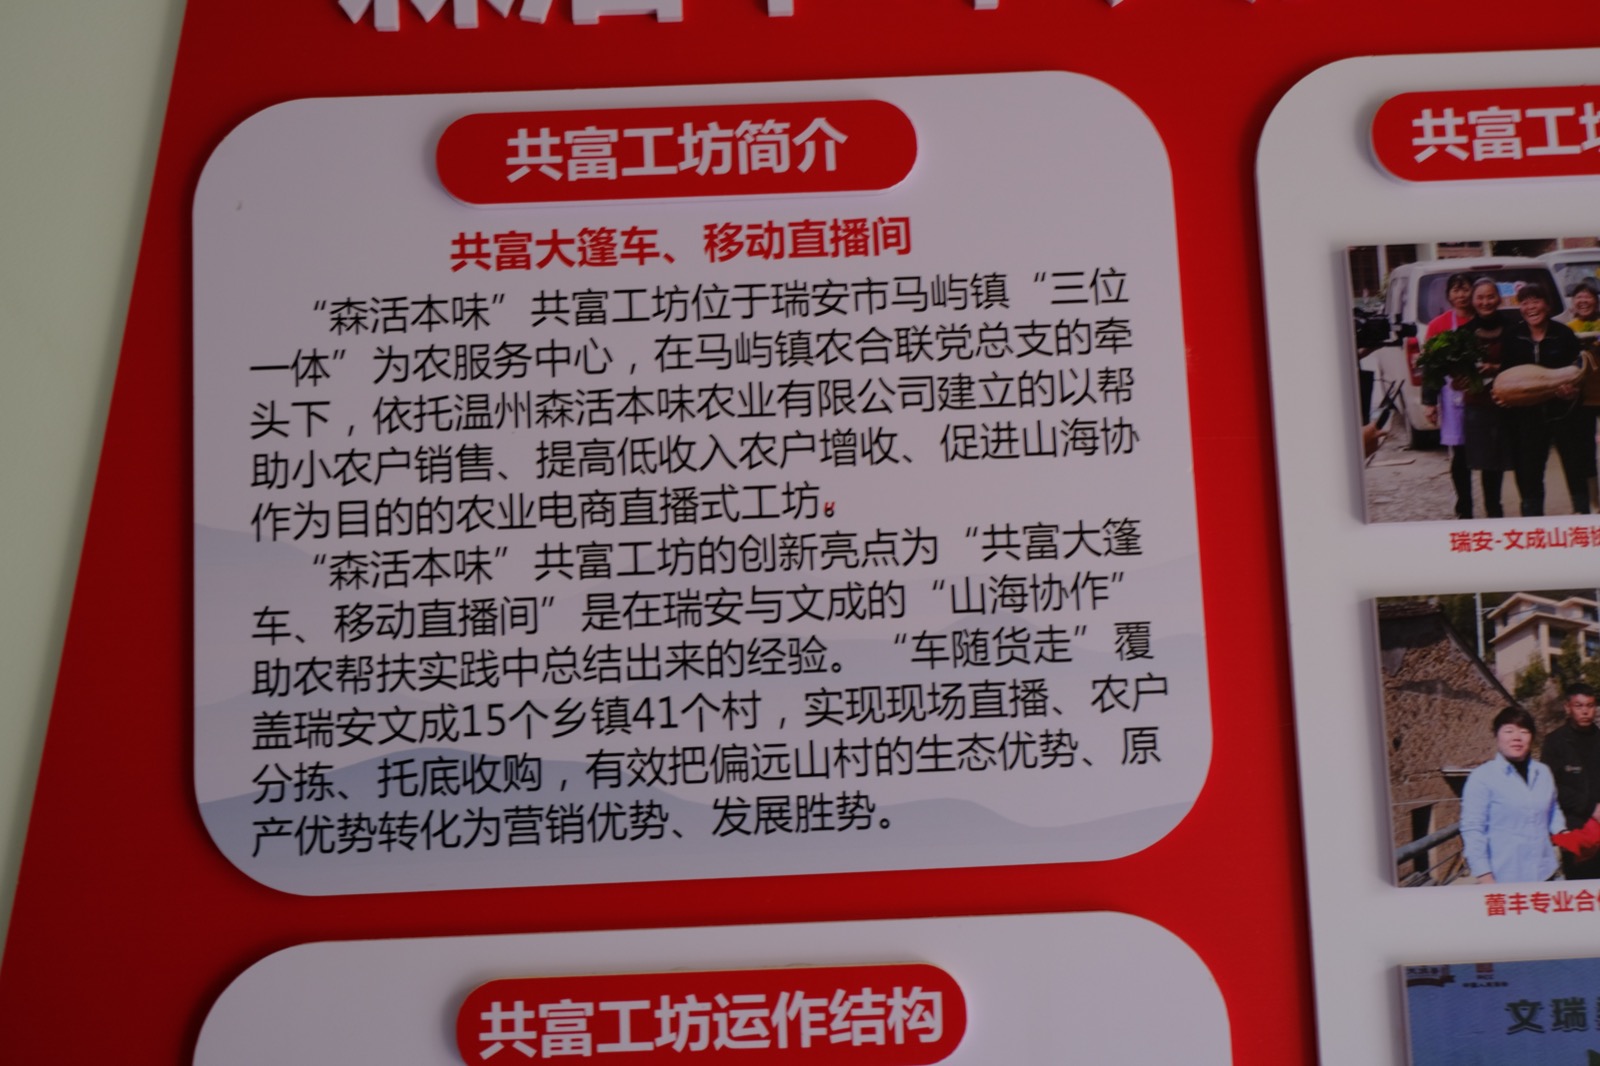 共富工坊简介
共富大篷车、移动直播间
“森活本味”共富工坊位于瑞安市马屿镇“三位
一体”为农服务中心，在马屿镇农合联党总支的牵
头下，依托温州森活本味农业有限公司建立的以帮
助小农户销售、提高低收入农户增收、促进山海协
作为目的的农业电商直播式工坊。
“森活本味”共富工坊的创新亮点为“共富大篷
车、移动直播间”是在瑞安与文成的“山海协作”
助农帮扶实践中总结出来的经验。“车随货走”覆
盖瑞安文成15个乡镇41个村，实现现场直播、农户
分拣、托底收购，有效把偏远山村的生态优势、原
产优势转化为营销优势、发展胜势。
共富工坊运作结构
共富工
瑞安-文成山海
蕾丰专业合
文瑞